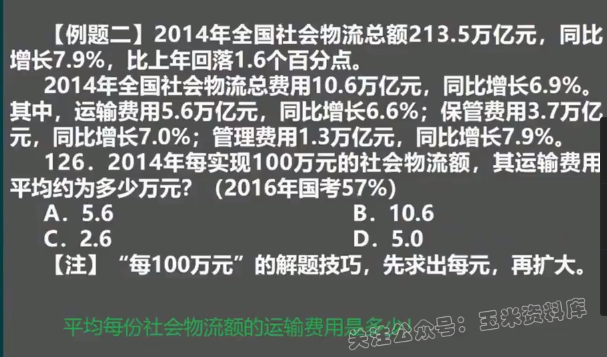 【例题二】2014年全国社会物流总额213.5万亿元，同比
增长7.9%，比上年回落1.6个百分点。
2014年全国社会物流总费用10.6万亿元，同比增长6.9%。
其中，运输费用5.6万亿元，同比增长6.6%；保管费用3.7万亿
元，同比增长7.0%；管理费用1.3万亿元，同比增长7.9%。
126．2014年每实现100万元的社会物流额，其运输费用
平均约为多少万元？（2016年国考57%）
A．5.6 B．10.6
C．2.6 D．5.0
【注】“每100万元”的解题技巧，先求出每元，再扩大。
平均每份社会物流额的运输费用是多少！
关注公众号：玉米资料库